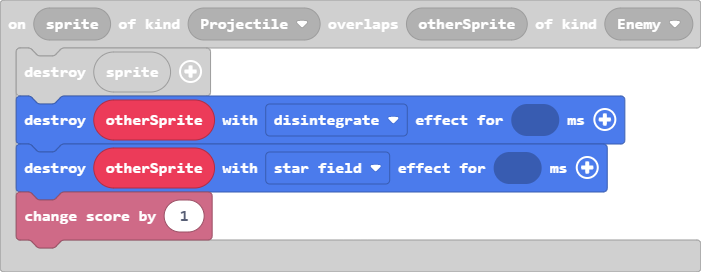 on sprite of kind Projectile overlaps otherSprite of kind Enemy
destroy sprite
destroy otherSprite with disintegrate effect for ms
destroy otherSprite with star field effect for ms
change score by 1